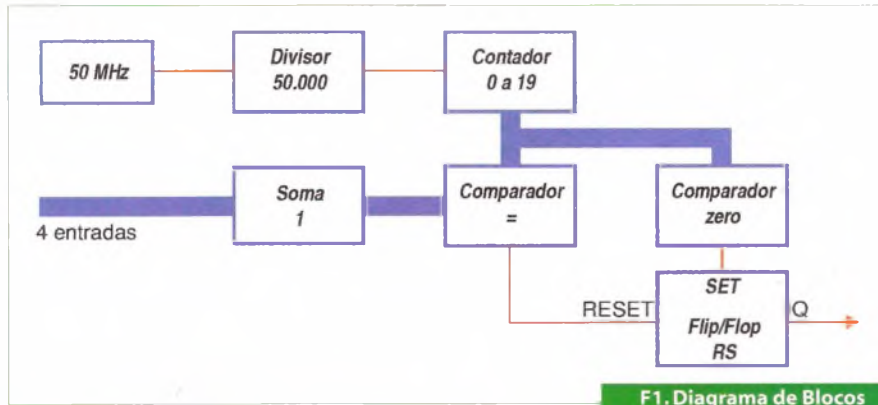 50 MHz
Divisor
50.000
Contador
0 a 19
4 entradas
Soma
1
Comparador
=
Comparador
zero
RESET
SET
Flip/Flop
RS
Q
F1. Diagrama de Blocos